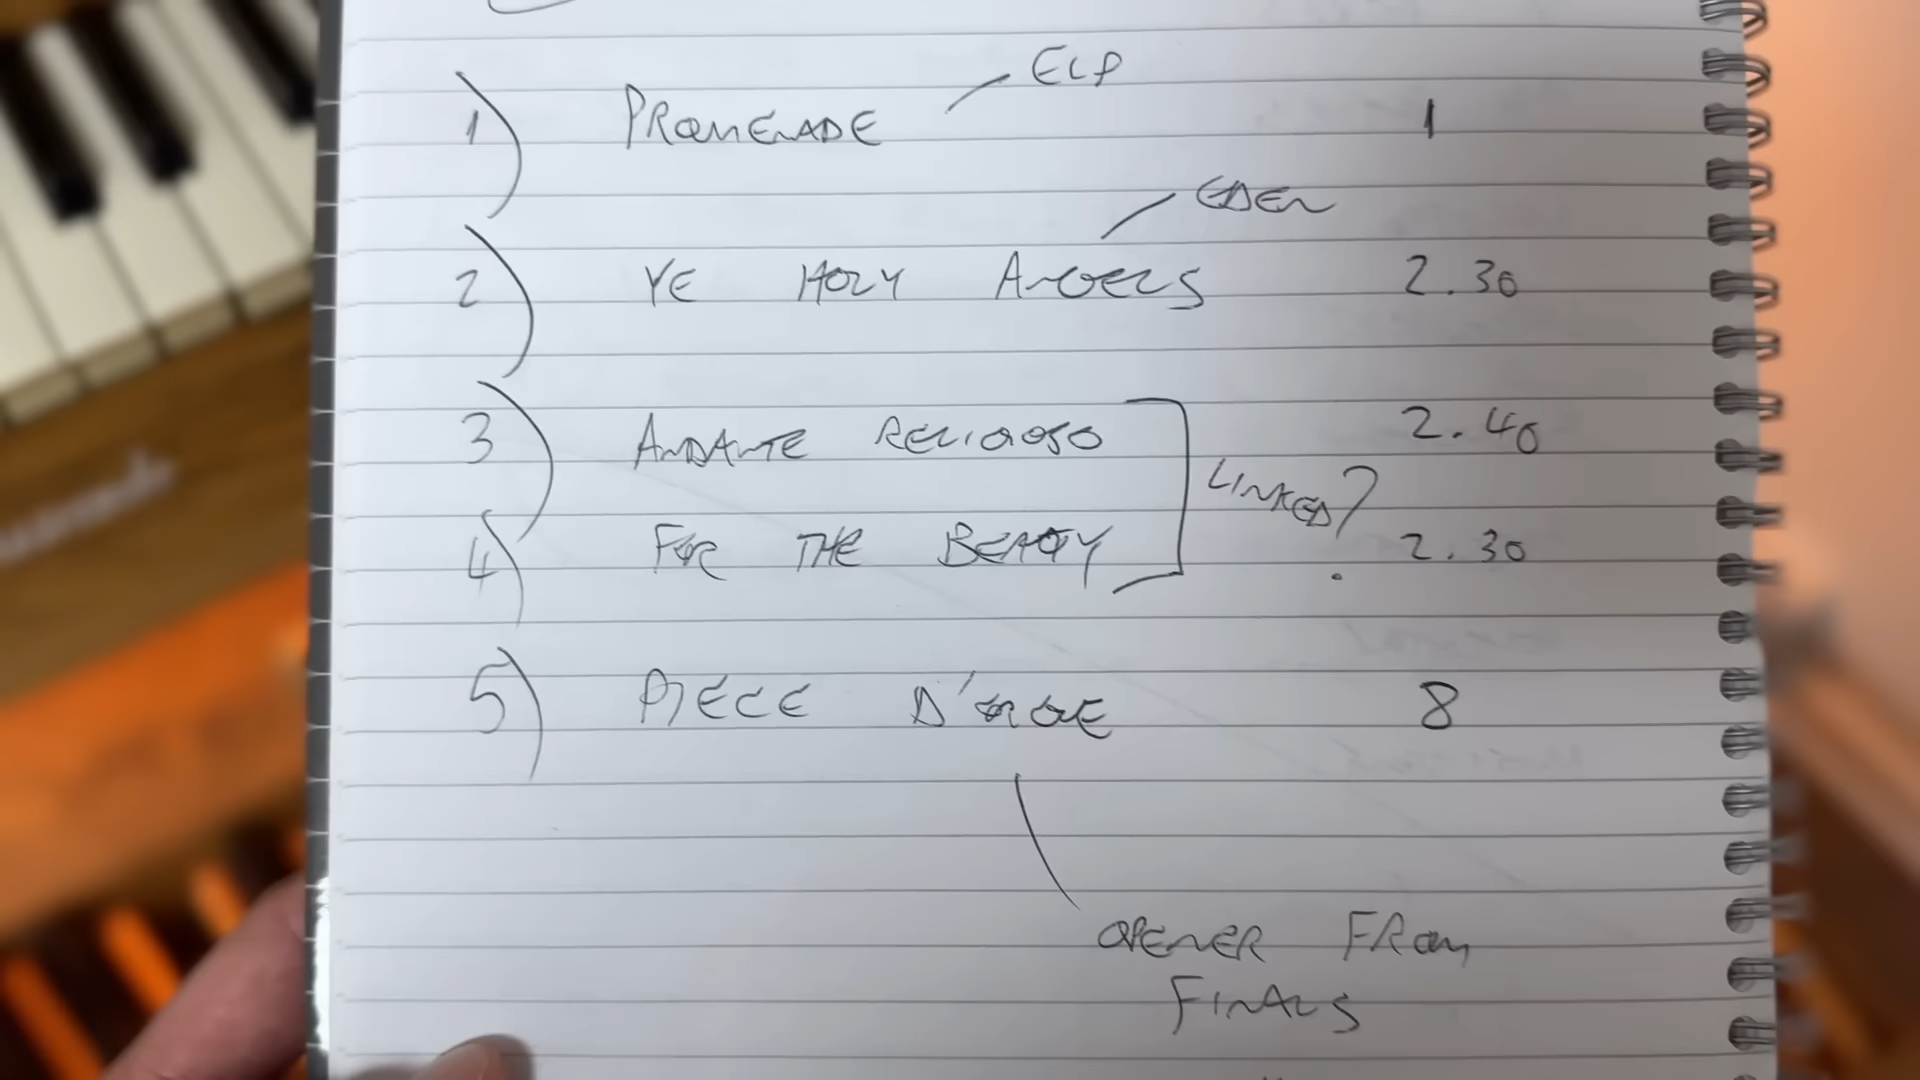 ELP
1) PROMENADE 1
EDEN
2) YE HOLY ANGELS 2.30
3) ANDANTE RELIGOSO 2.40
LINKED?
4) FOR THE BEAUTY 2.30
5) PIECE D'ORGUE 8
OPENER FROM
FINALS